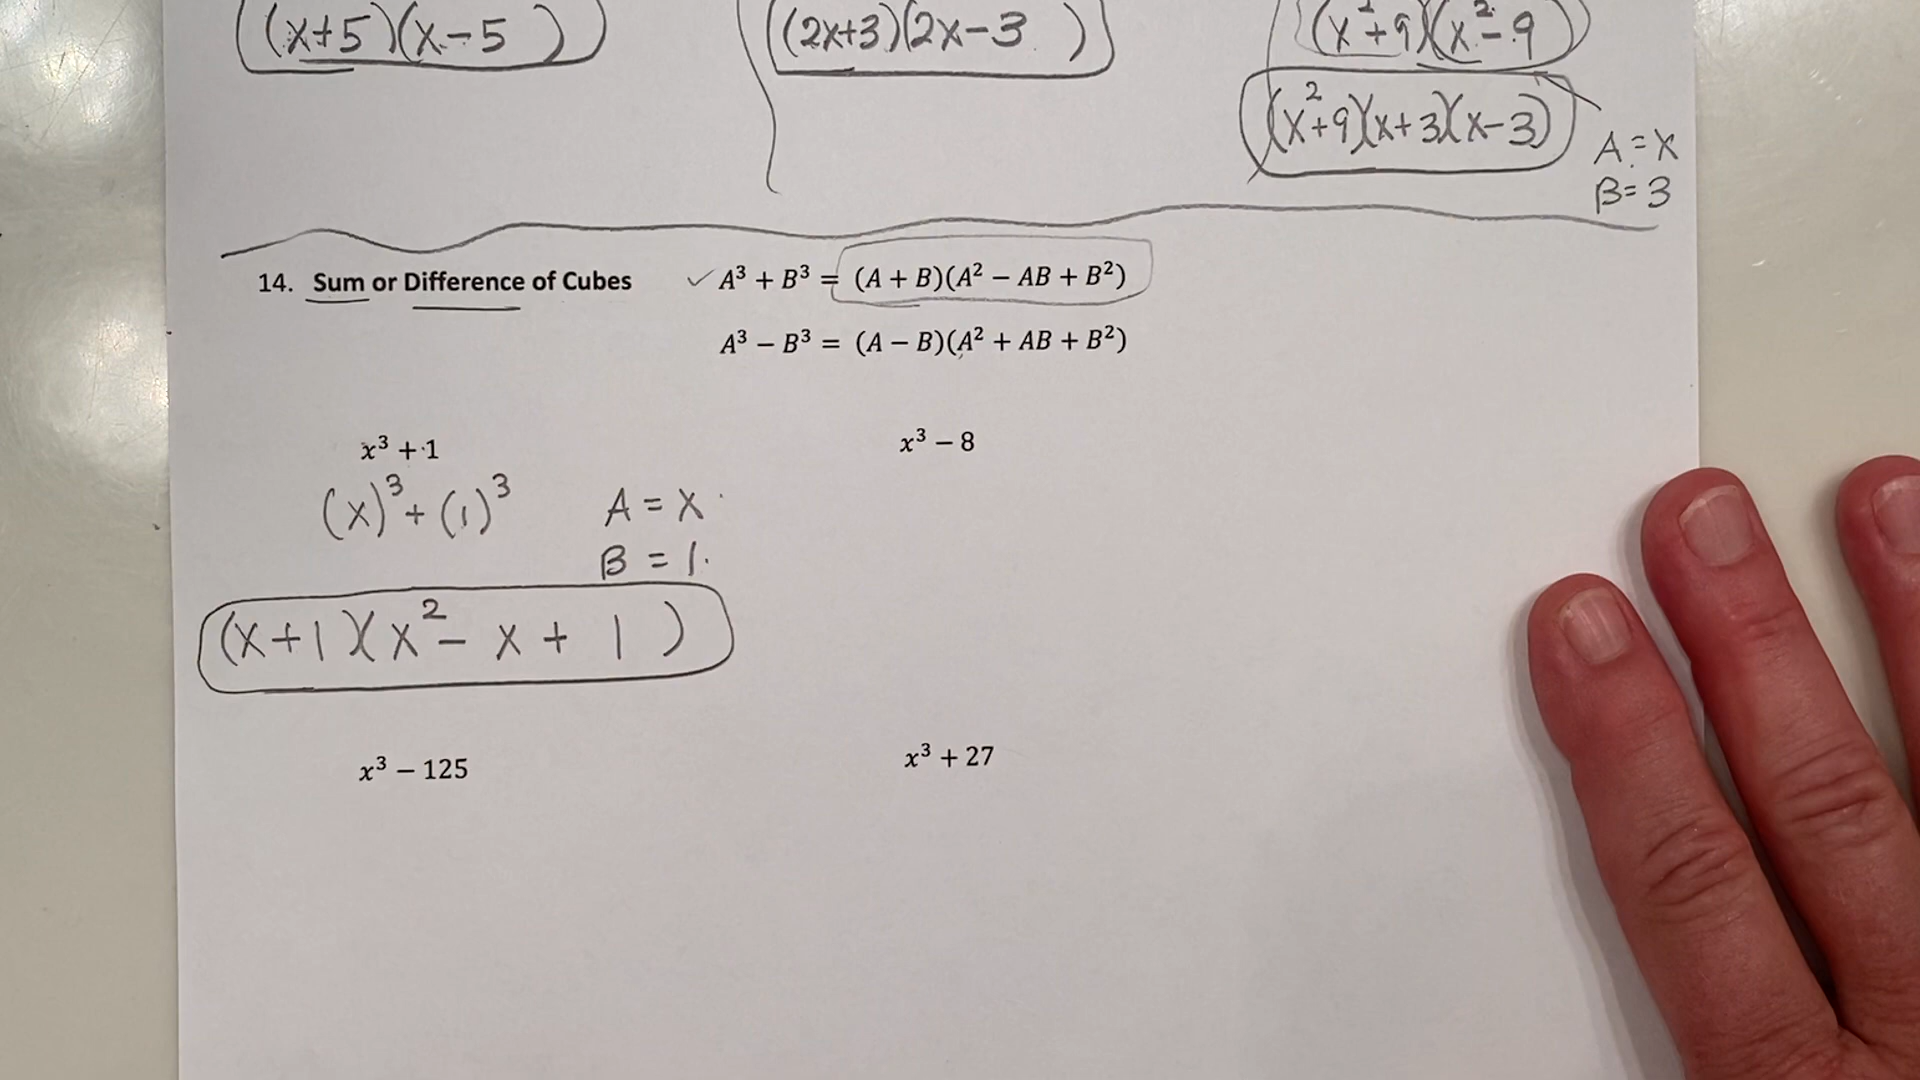 (x+5)(x-5)
(2x+3)(2x-3)
(x²+9)(x²-9)
(x²+9)(x+3)(x-3)
A=x
B=3
14. Sum or Difference of Cubes
A³ + B³ = (A + B)(A² − AB + B²)
A³ − B³ = (A − B)(A² + AB + B²)
x³ + 1
(x)³+(1)³
A = x
B = 1
(x+1)(x²-x+1)
x³ − 8
x³ − 125
x³ + 27